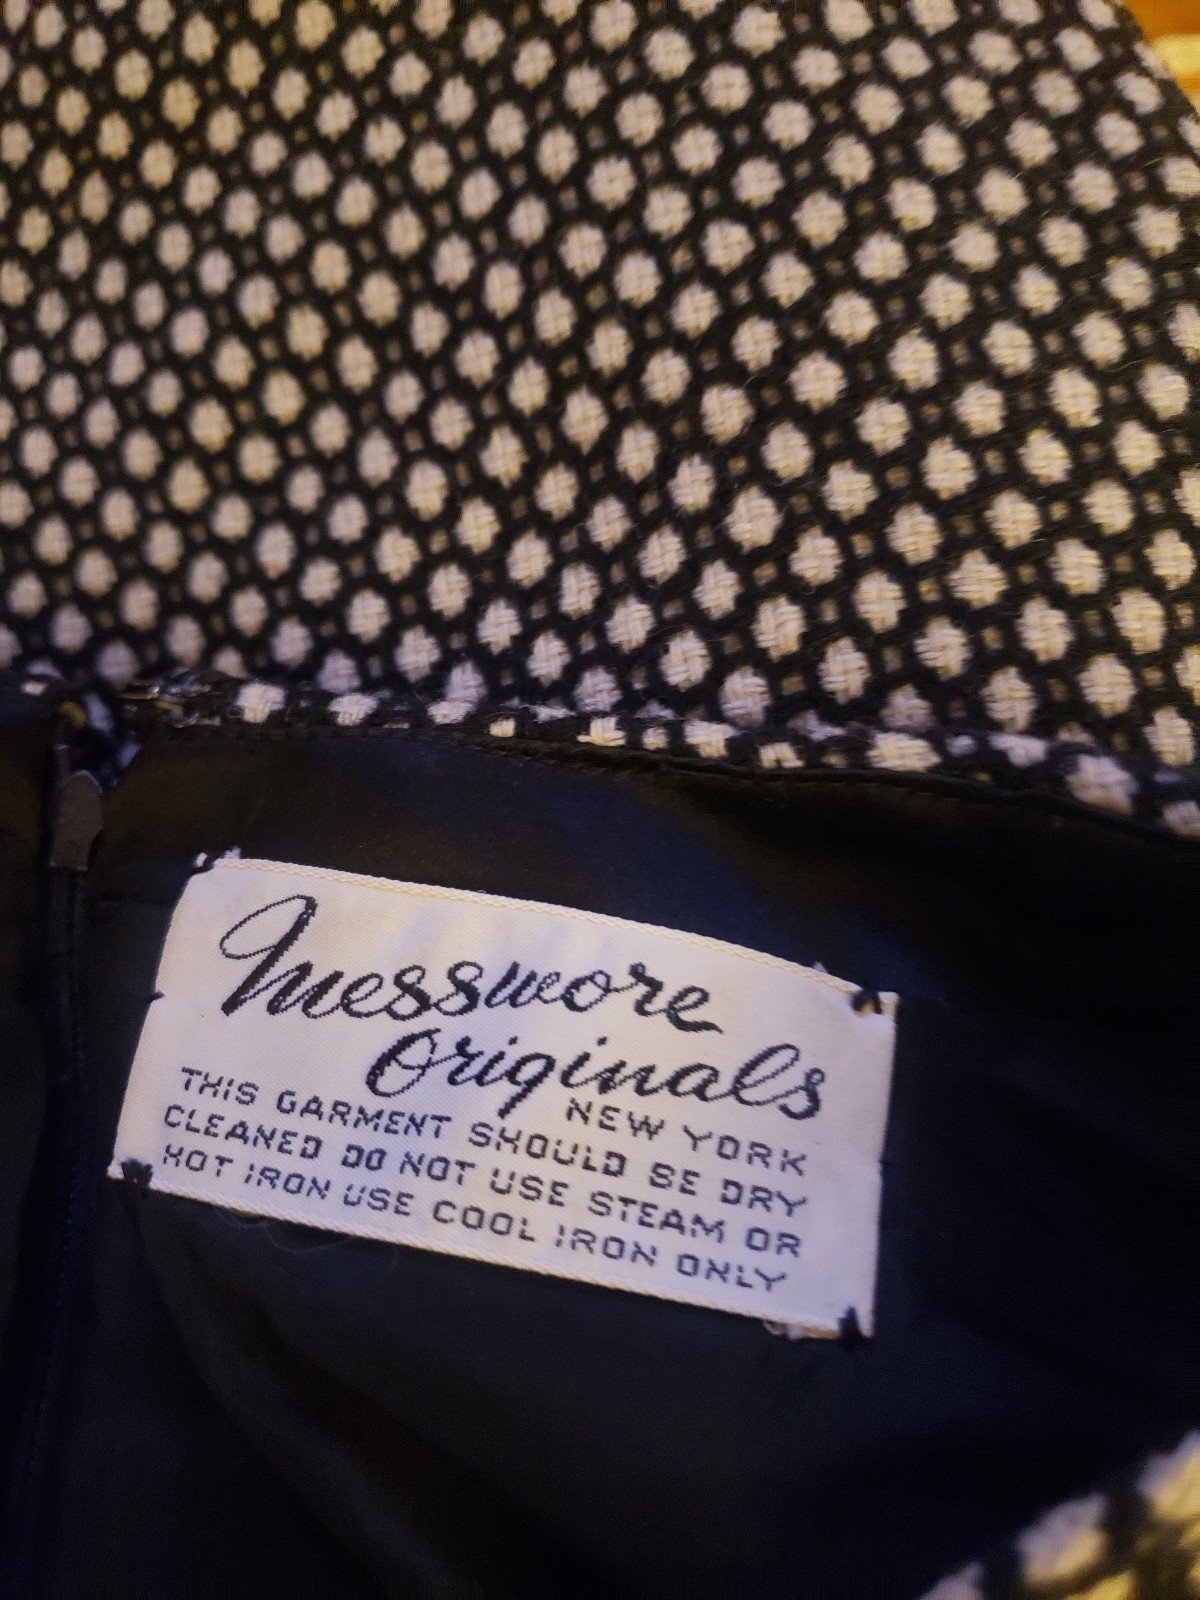 Messwore
Originals
NEW YORK
THIS GARMENT SHOULD BE DRY
CLEANED DO NOT USE STEAM OR
HOT IRON USE COOL IRON ONLY